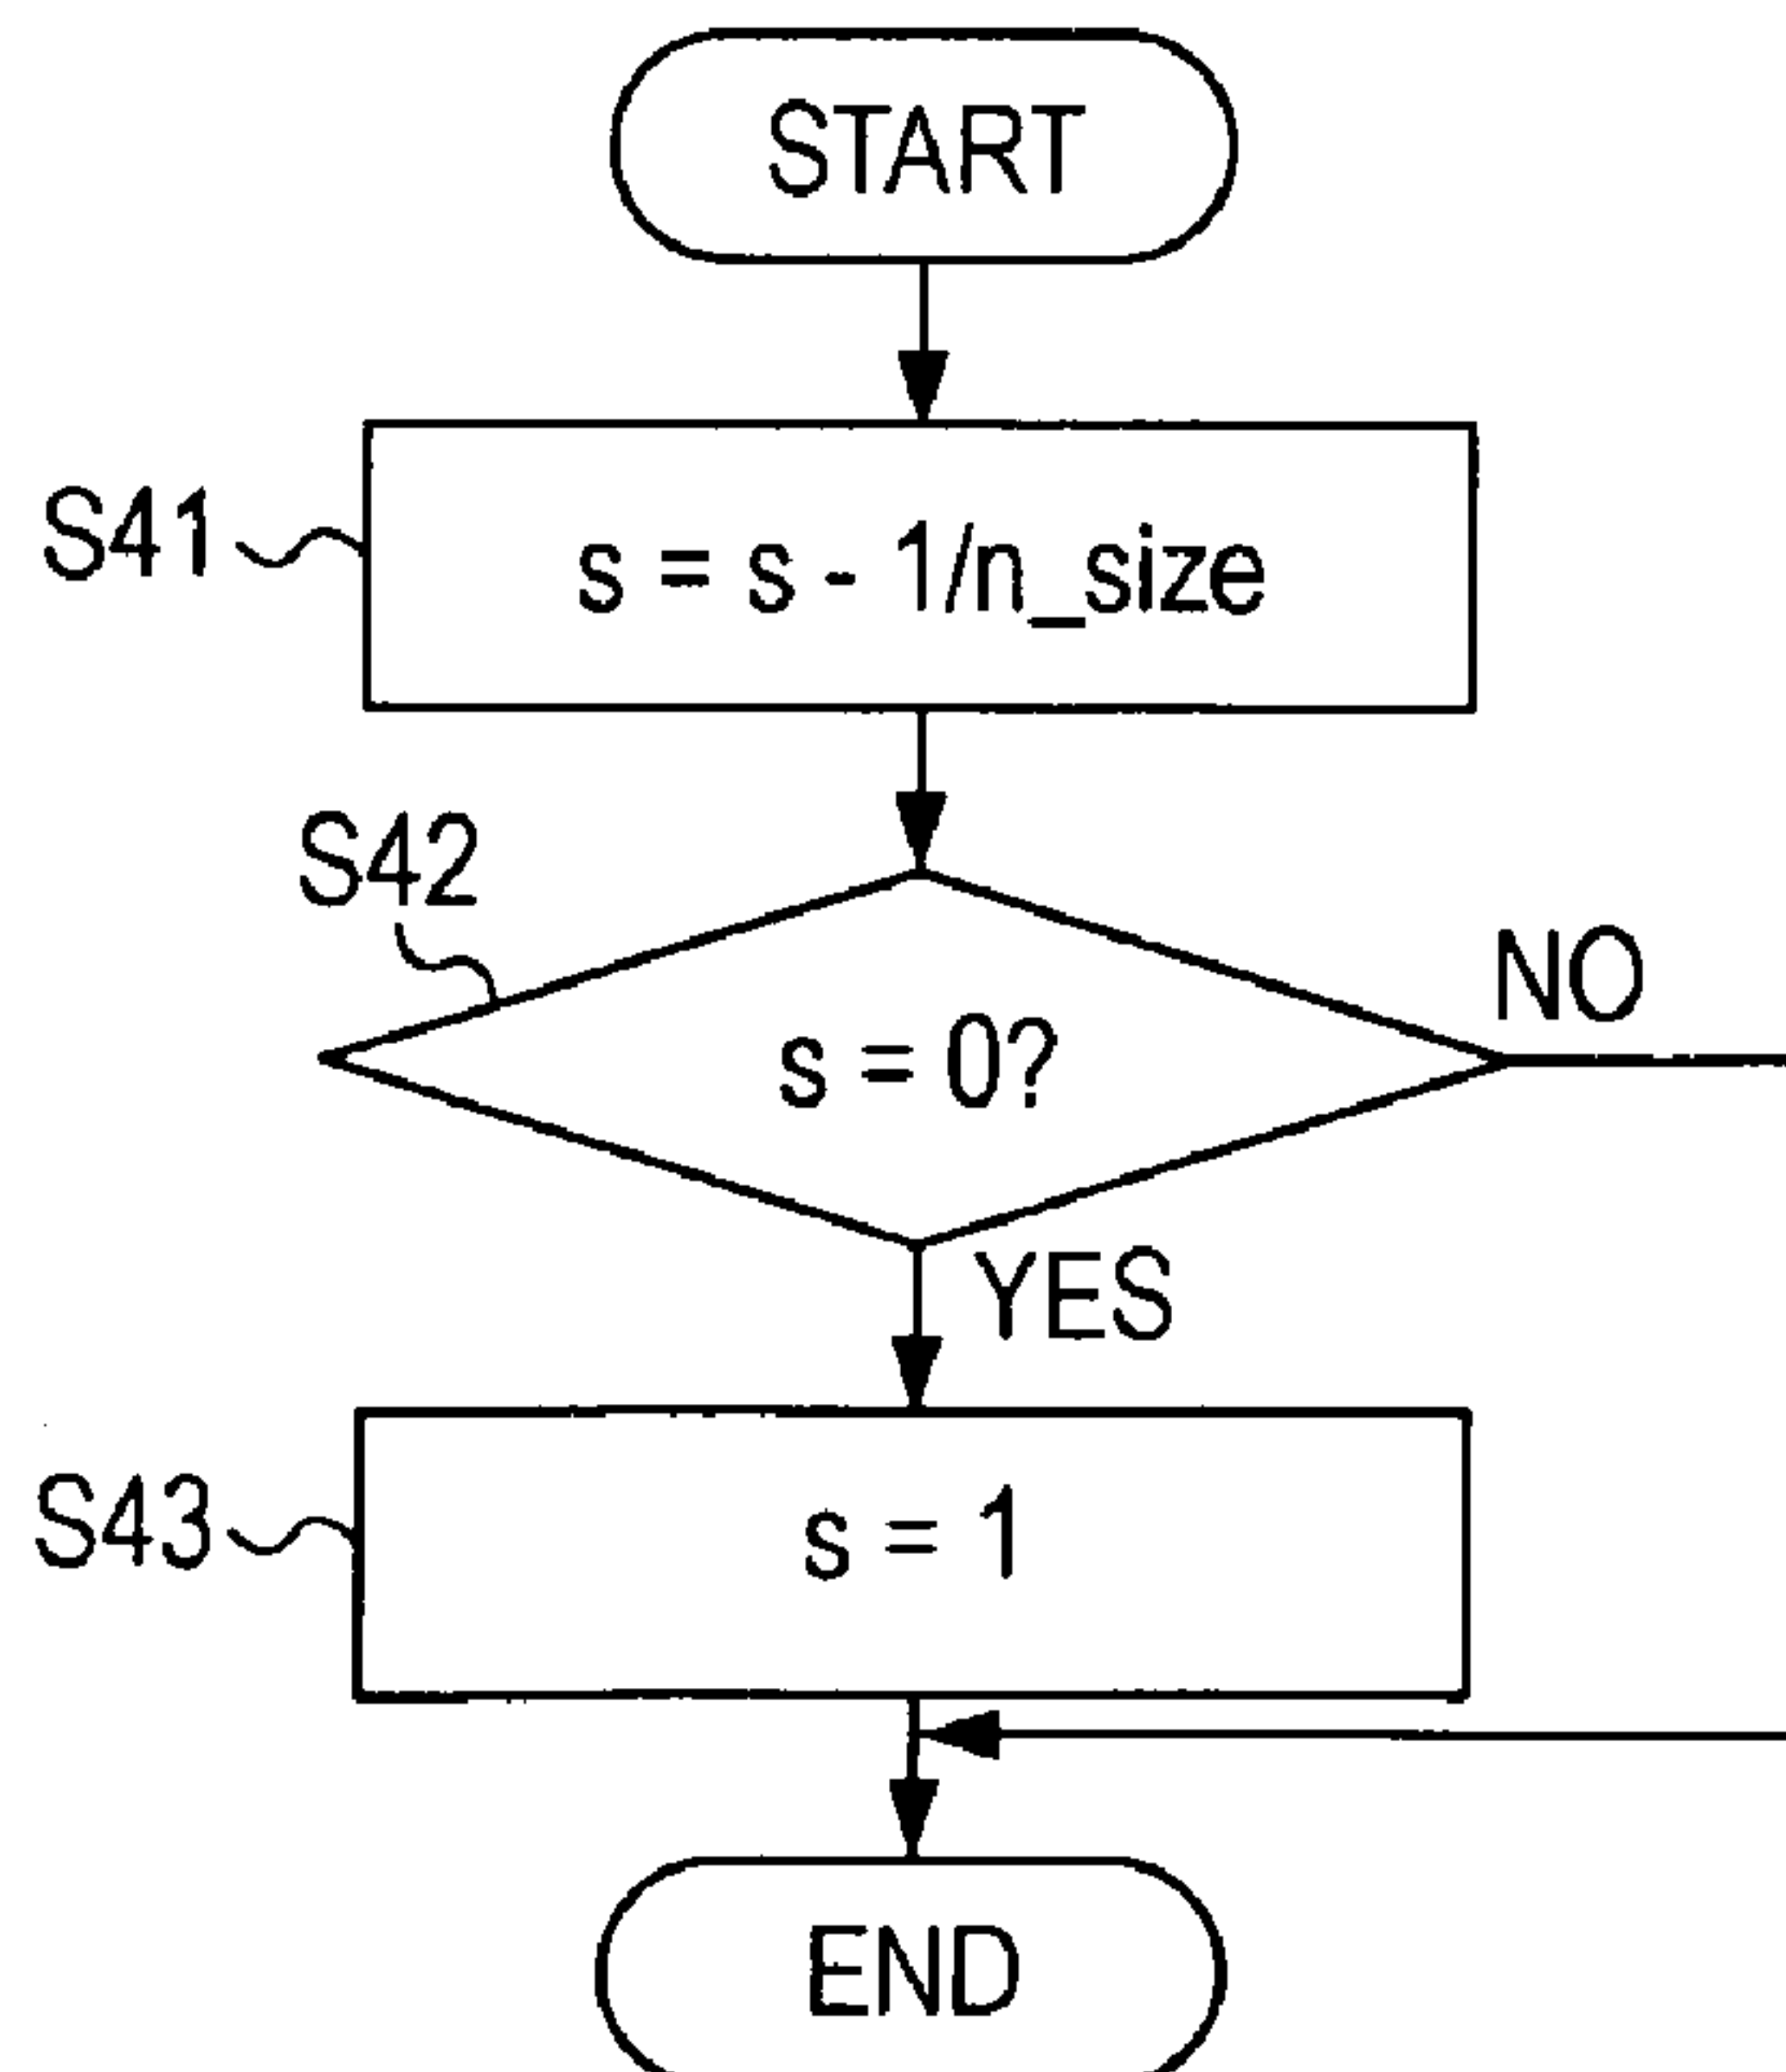 START
S41
s = s - 1/n_size
S42
s = 0?
NO
YES
S43
s = 1
END